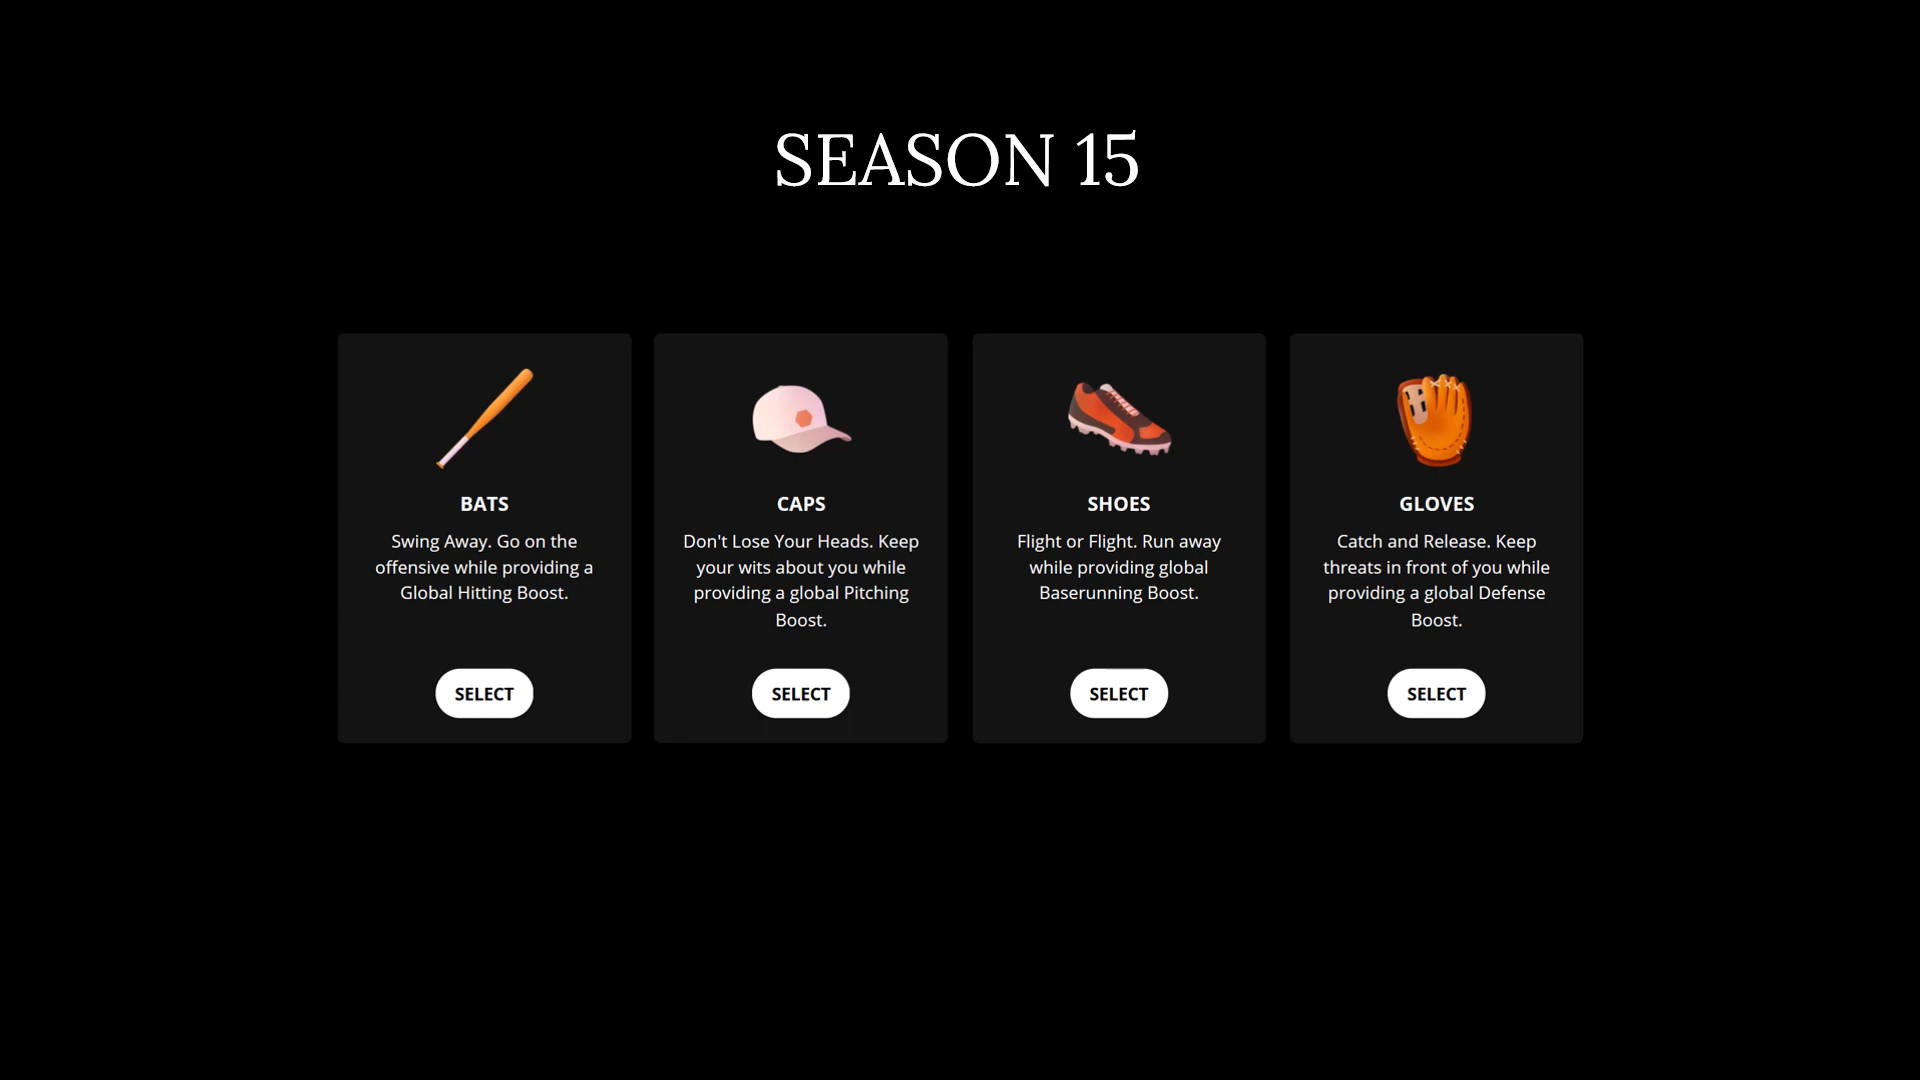 SEASON 15
BATS
Swing Away. Go on the
offensive while providing a
Global Hitting Boost.
SELECT
CAPS
Don't Lose Your Heads. Keep
your wits about you while
providing a global Pitching
Boost.
SELECT
SHOES
Flight or Flight. Run away
while providing global
Baserunning Boost.
SELECT
GLOVES
Catch and Release. Keep
threats in front of you while
providing a global Defense
Boost.
SELECT